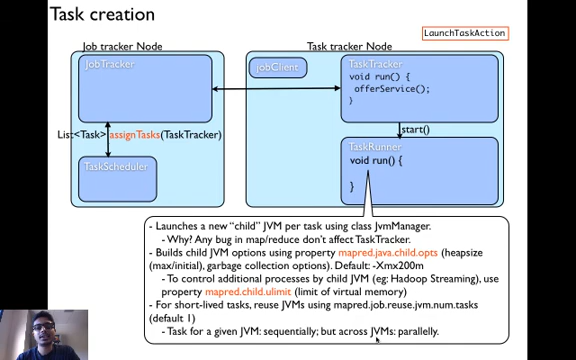 Task creation
LaunchTaskAction
Job tracker Node
Task tracker Node
JobTracker
jobClient
TaskTracker
void run() {
offerService();
}
List<Task> assignTasks(TaskTracker)
start()
TaskScheduler
TaskRunner
void run() {
}
- Launches a new "child" JVM per task using class JvmManager.
- Why? Any bug in map/reduce don't affect TaskTracker.
- Builds child JVM options using property mapred.java.child.opts (heapsize
(max/initial), garbage collection options). Default: -Xmx200m
- To control additional processes by child JVM (eg: Hadoop Streaming), use
property mapred.child.ulimit (limit of virtual memory)
- For short-lived tasks, reuse JVMs using mapred.job.reuse.jvm.num.tasks
(default 1)
- Task for a given JVM: sequentially; but across JVMs: parallelly.